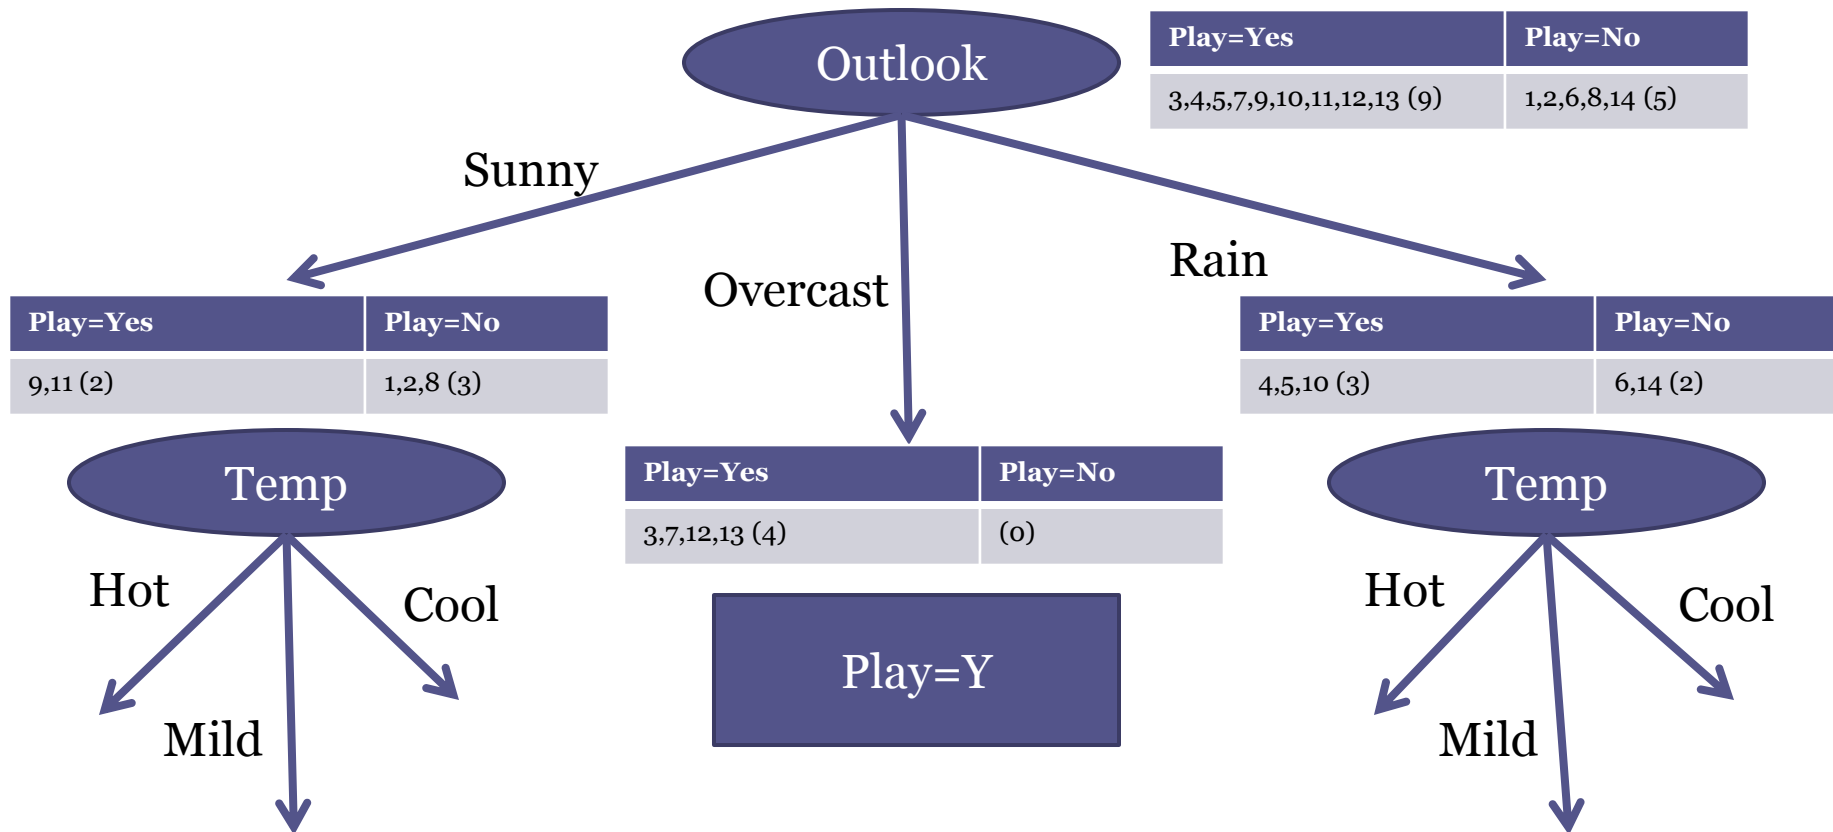 Outlook
Play=Yes Play=No
3,4,5,7,9,10,11,12,13 (9) 1,2,6,8,14 (5)
Sunny
Overcast
Rain
Play=Yes Play=No
9,11 (2) 1,2,8 (3)
Temp
Hot
Mild
Cool
Play=Yes Play=No
3,7,12,13 (4) (0)
Play=Y
Play=Yes Play=No
4,5,10 (3) 6,14 (2)
Temp
Hot
Mild
Cool